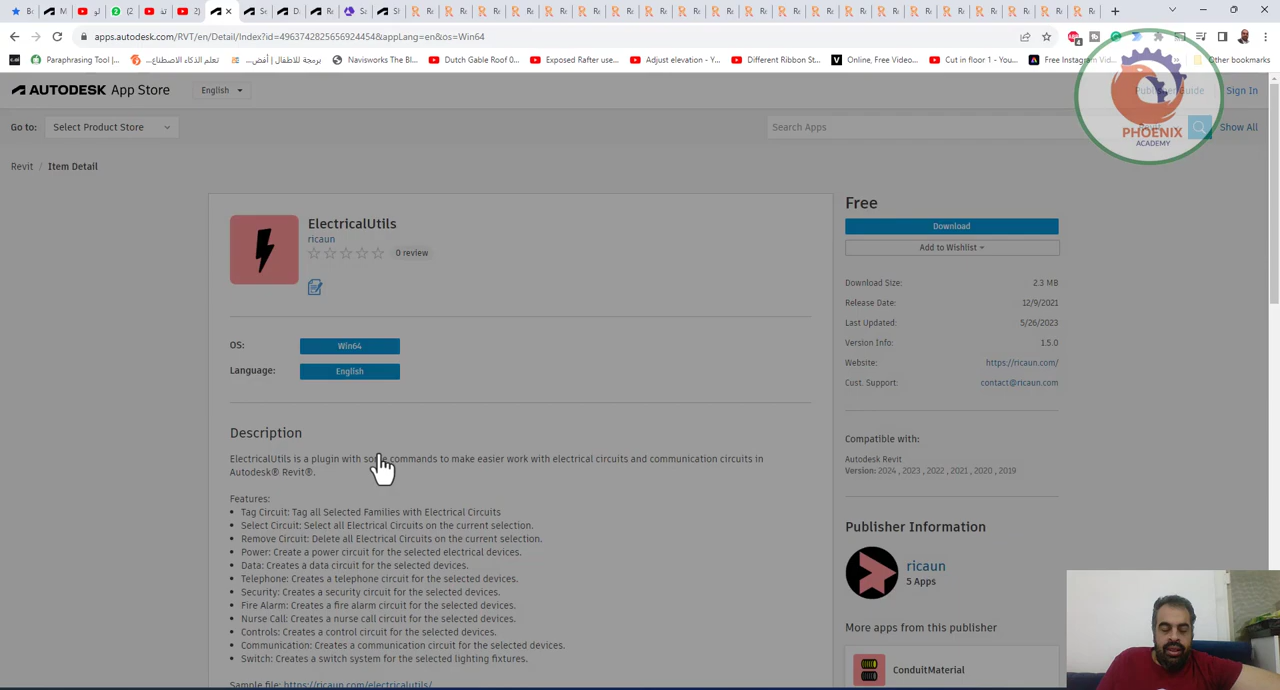 apps.autodesk.com/RVT/en/Detail/Index?id=4963742825656924454&appLang=en&os=Win64
Paraphrasing Tool |...
تعلم الذكاء الاصطناع...
برمجة للاطفال | أفض...
Navisworks The Bl...
Dutch Gable Roof 0...
Exposed Rafter use...
Adjust elevation - Y...
Different Ribbon St...
Online, Free Video...
Cut in floor 1 - You...
Free Instagram
Other bookmarks
AUTODESK App Store
English
Publisher Guide
Sign In
Go to:
Select Product Store
Search Apps
Show All
PHOENIX
ACADEMY
Revit / Item Detail
ElectricalUtils
ricaun
0 review
OS:
Win64
Language:
English
Description
ElectricalUtils is a plugin with some commands to make easier work with electrical circuits and communication circuits in
Autodesk® Revit®.
Features:
Tag Circuit: Tag all Selected Families with Electrical Circuits
Select Circuit: Select all Electrical Circuits on the current selection.
Remove Circuit: Delete all Electrical Circuits on the current selection.
Power: Create a power circuit for the selected electrical devices.
Data: Creates a data circuit for the selected devices.
Telephone: Creates a telephone circuit for the selected devices.
Security: Creates a security circuit for the selected devices.
Fire Alarm: Creates a fire alarm circuit for the selected devices.
Nurse Call: Creates a nurse call circuit for the selected devices.
Controls: Creates a control circuit for the selected devices.
Communication: Creates a communication circuit for the selected devices.
Switch: Creates a switch system for the selected lighting fixtures.
Sample file: https://ricaun.com/electricalutils/
Free
Download
Add to Wishlist
Download Size: 2.3 MB
Release Date: 12/9/2021
Last Updated: 5/26/2023
Version Info: 1.5.0
Website: https://ricaun.com/
Cust. Support: contact@ricaun.com
Compatible with:
Autodesk Revit
Version: 2024 , 2023 , 2022 , 2021 , 2020 , 2019
Publisher Information
ricaun
5 Apps
More apps from this publisher
ConduitMaterial